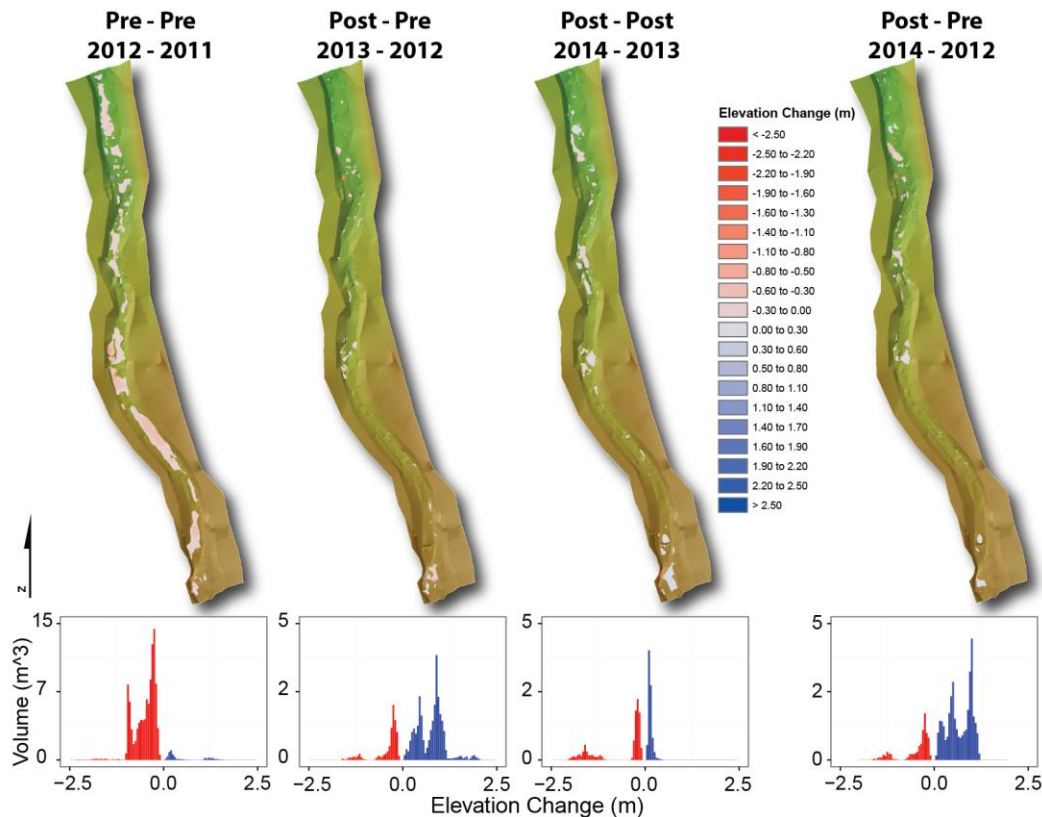 Pre - Pre
2012 - 2011
Post - Pre
2013 - 2012
Post - Post
2014 - 2013
Post - Pre
2014 - 2012
Elevation Change (m)
< -2.50
-2.50 to -2.20
-2.20 to -1.90
-1.90 to -1.60
-1.60 to -1.30
-1.40 to -1.10
-1.10 to -0.80
-0.80 to -0.50
-0.60 to -0.30
-0.30 to 0.00
0.00 to 0.30
0.30 to 0.60
0.50 to 0.80
0.80 to 1.10
1.10 to 1.40
1.40 to 1.70
1.60 to 1.90
1.90 to 2.20
2.20 to 2.50
> 2.50
N
Volume (m^3)
15
7
0
−2.5 0.0 2.5
5
2
0
−2.5 0.0 2.5
5
2
0
−2.5 0.0 2.5
5
2
0
−2.5 0.0 2.5
Elevation Change (m)